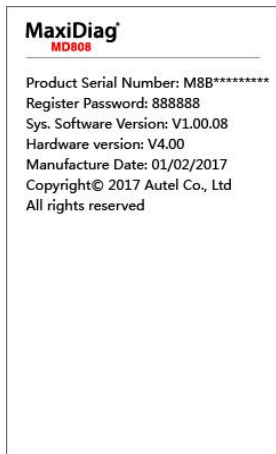 MaxiDiag®
MD808
Product Serial Number: M8B*********
Register Password: 888888
Sys. Software Version: V1.00.08
Hardware version: V4.00
Manufacture Date: 01/02/2017
Copyright© 2017 Autel Co., Ltd
All rights reserved